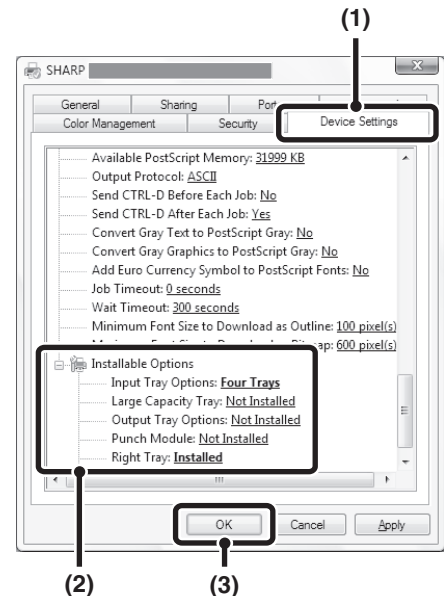 (1)
SHARP
General Sharing Port
Color Management Security Device Settings
Available PostScript Memory: 31999 KB
Output Protocol: ASCII
Send CTRL-D Before Each Job: No
Send CTRL-D After Each Job: Yes
Convert Gray Text to PostScript Gray: No
Convert Gray Graphics to PostScript Gray: No
Add Euro Currency Symbol to PostScript Fonts: No
Job Timeout: 0 seconds
Wait Timeout: 300 seconds
Minimum Font Size to Download as Outline: 100 pixel(s)
600 pixel(s)
Installable Options
Input Tray Options: Four Trays
Large Capacity Tray: Not Installed
Output Tray Options: Not Installed
Punch Module: Not Installed
Right Tray: Installed
OK Cancel Apply
(2) (3)